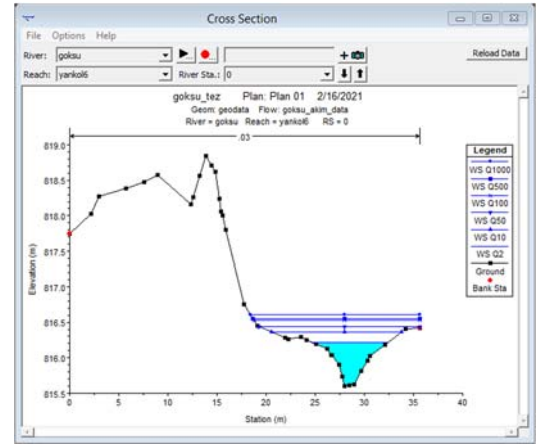 Cross Section
File Options Help
River: goksu
Reload Data
Reach: yankol6 River Sta.: 0
goksu_tez Plan: Plan 01 2/16/2021
Geom: geodata Flow: goksu_akim_data
River = goksu Reach = yankol6 RS = 0
.03
Legend
WS Q1000
WS Q500
WS Q100
WS Q50
WS Q10
WS Q2
Ground
Bank Sta
819.0
818.5
818.0
817.5
817.0
816.5
816.0
815.5
Elevation (m)
0 5 10 15 20 25 30 35 40
Station (m)